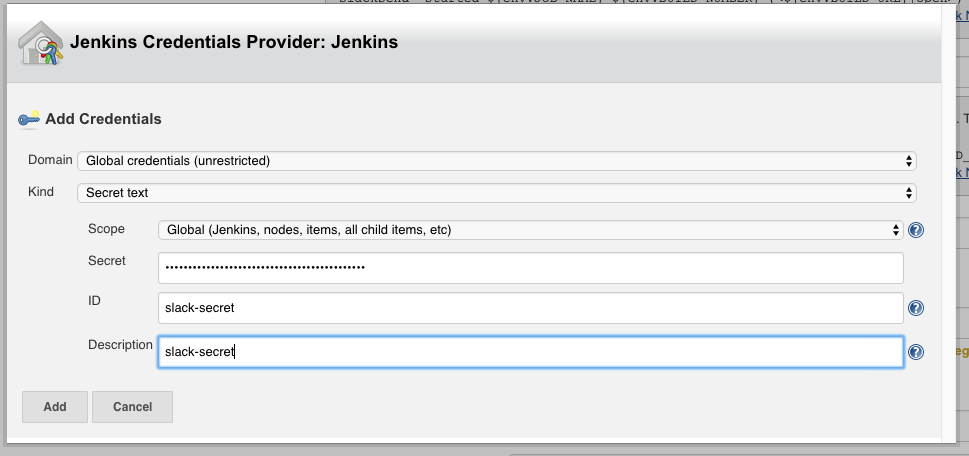 Jenkins Credentials Provider: Jenkins
Add Credentials
Domain Global credentials (unrestricted)
Kind Secret text
Scope Global (Jenkins, nodes, items, all child items, etc)
Secret ••••••••••••••••••••••••••••••••••••••••••••
ID slack-secret
Description slack-secret
Add Cancel